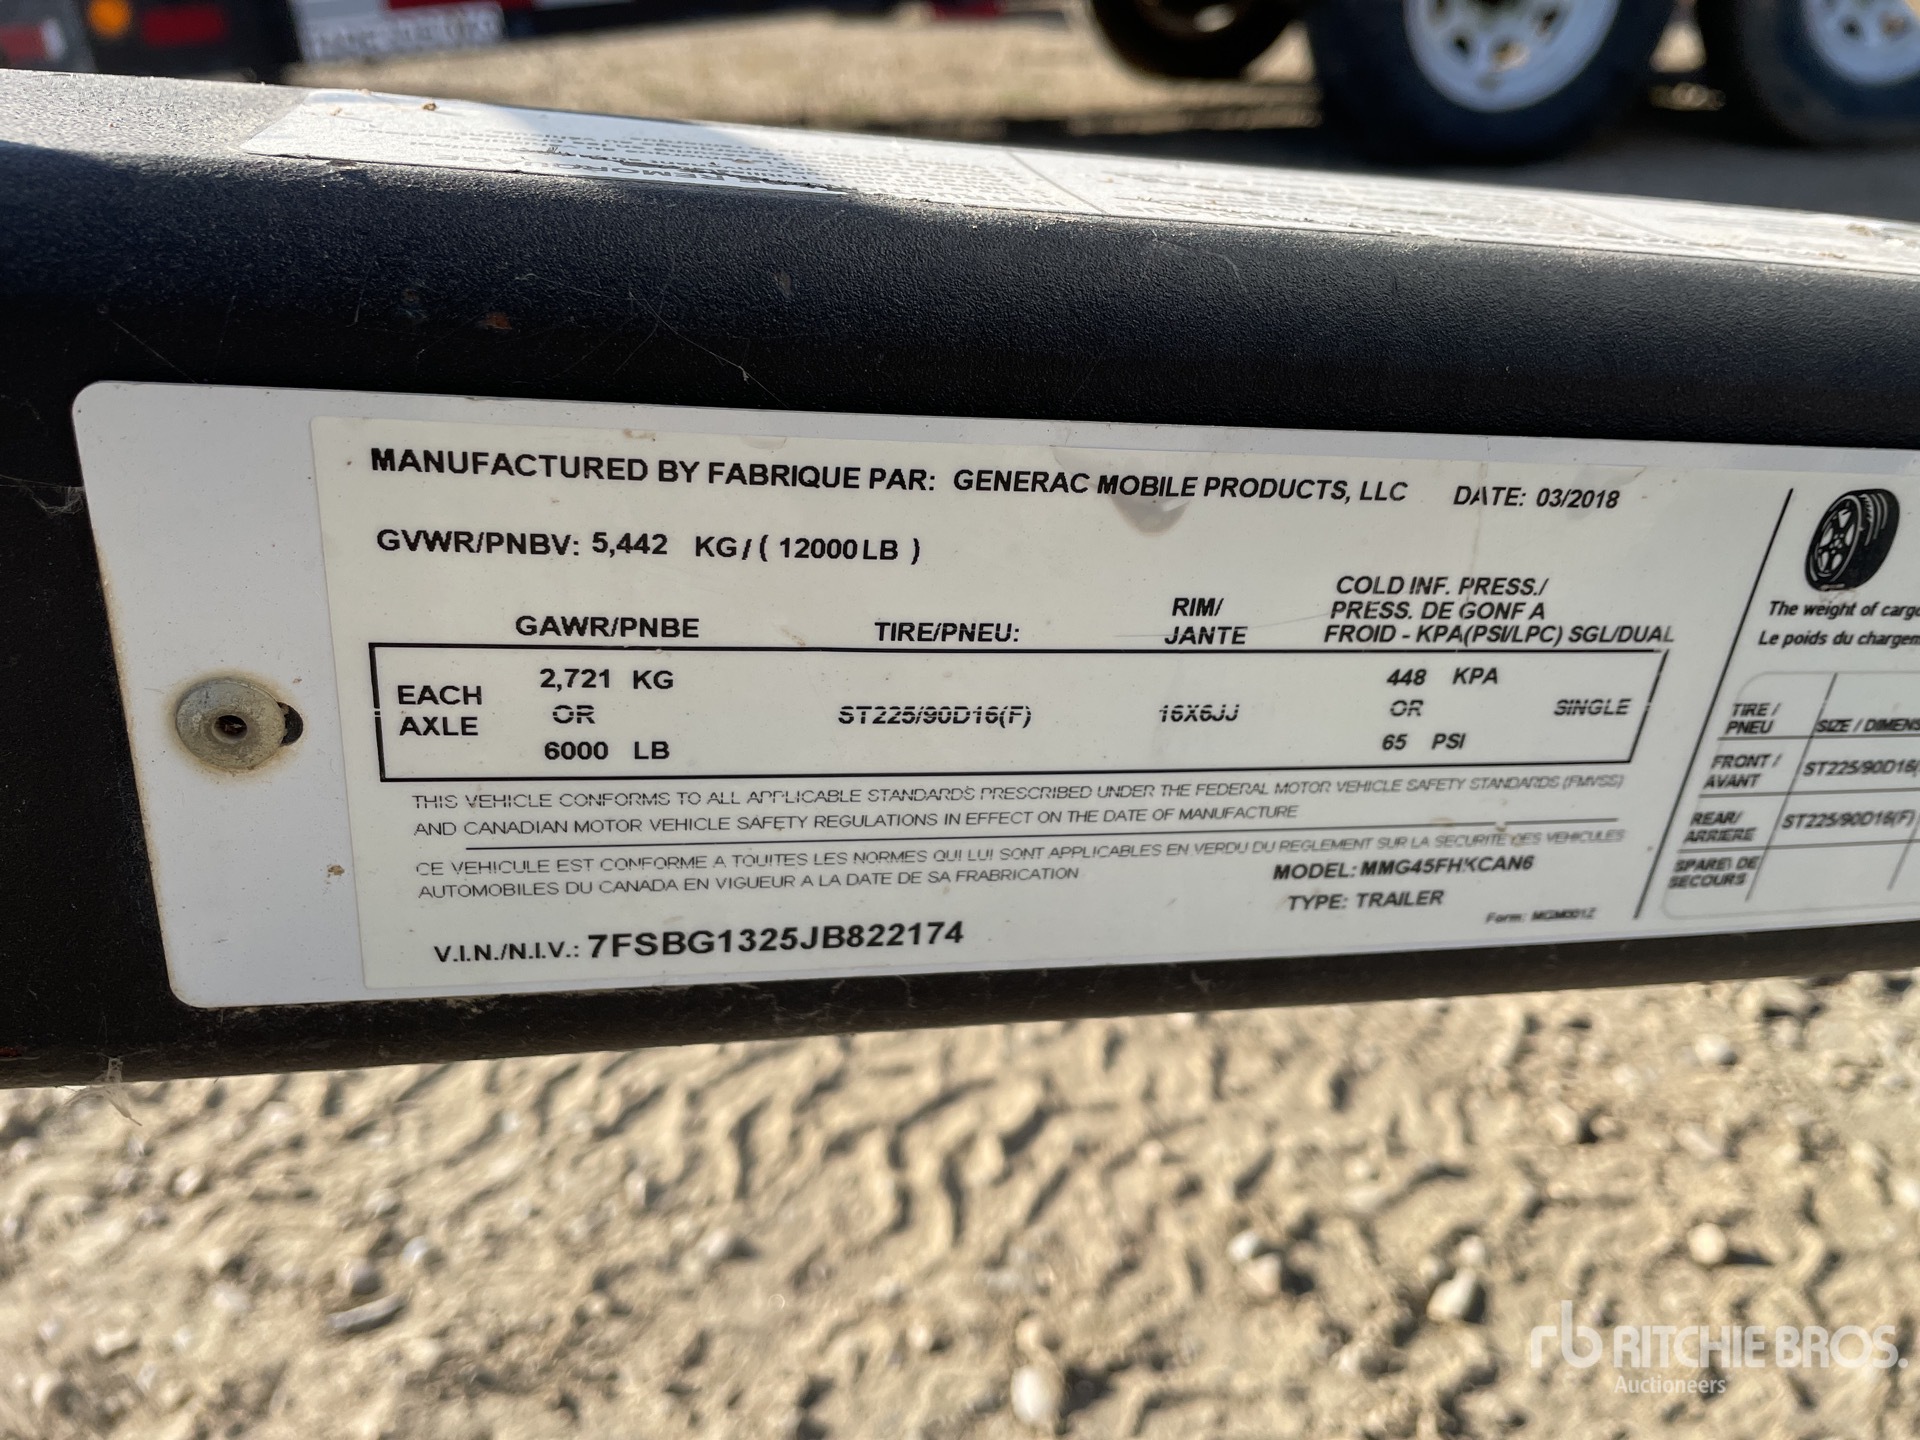 MANUFACTURED BY FABRIQUE PAR: GENERAC MOBILE PRODUCTS, LLC DATE: 03/2018
GVWR/PNBV: 5,442 KG / ( 12000 LB )
GAWR/PNBE TIRE/PNEU: RIM/ JANTE COLD INF. PRESS./
PRESS. DE GONF A
FROID - KPA(PSI/LPC) SGL/DUAL
EACH AXLE
2,721 KG
OR
6000 LB
ST225/90D16(F) 16X6JJ
448 KPA
OR
65 PSI
SINGLE
THIS VEHICLE CONFORMS TO ALL APPLICABLE STANDARDS PRESCRIBED UNDER THE FEDERAL MOTOR VEHICLE SAFETY STANDARDS (FMVSS)
AND CANADIAN MOTOR VEHICLE SAFETY REGULATIONS IN EFFECT ON THE DATE OF MANUFACTURE
CE VEHICULE EST CONFORME A TOUITES LES NORMES QUI LUI SONT APPLICABLES EN VERDU DU REGLEMENT SUR LA SECURITE DES VEHICULES
AUTOMOBILES DU CANADA EN VIGUEUR A LA DATE DE SA FRABRICATION
MODEL: MMG45FHKCAN6
TYPE: TRAILER
V.I.N./N.I.V.: 7FSBG1325JB822174
Form: MGM001Z
The weight of cargo
Le poids du chargem
TIRE / PNEU SIZE / DIMENS
FRONT / AVANT ST225/90D16(
REAR/ ARRIERE ST225/90D16(F)
SPARE/ DE SECOURS
rb RITCHIE BROS.
Auctioneers